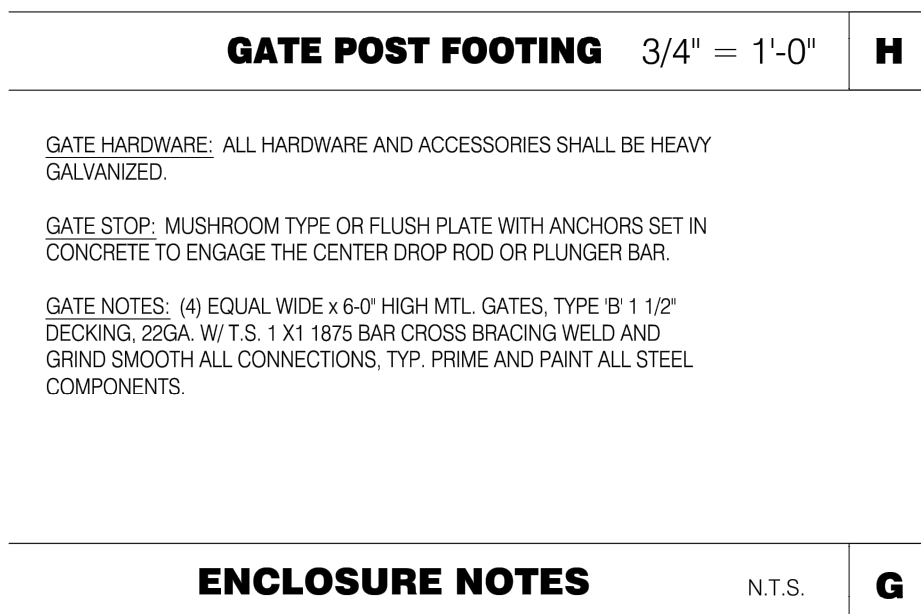 GATE POST FOOTING 3/4" = 1'-0" H
GATE HARDWARE: ALL HARDWARE AND ACCESSORIES SHALL BE HEAVY
GALVANIZED.
GATE STOP: MUSHROOM TYPE OR FLUSH PLATE WITH ANCHORS SET IN
CONCRETE TO ENGAGE THE CENTER DROP ROD OR PLUNGER BAR.
GATE NOTES: (4) EQUAL WIDE x 6-0" HIGH MTL. GATES, TYPE 'B' 1 1/2"
DECKING, 22GA. W/ T.S. 1 X1 1875 BAR CROSS BRACING WELD AND
GRIND SMOOTH ALL CONNECTIONS, TYP. PRIME AND PAINT ALL STEEL
COMPONENTS.
ENCLOSURE NOTES N.T.S. G